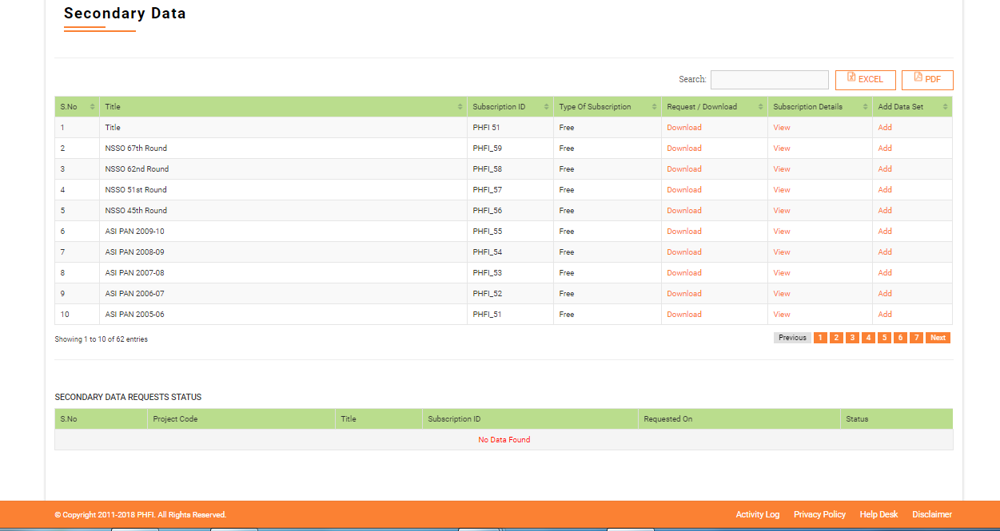 Secondary Data
Search: EXCEL PDF
S.No Title Subscription ID Type Of Subscription Request / Download Subscription Details Add Data Set
1 Title PHFI 51 Free Download View Add
2 NSSO 67th Round PHFI_59 Free Download View Add
3 NSSO 62nd Round PHFI_58 Free Download View Add
4 NSSO 51st Round PHFI_57 Free Download View Add
5 NSSO 45th Round PHFI_56 Free Download View Add
6 ASI PAN 2009-10 PHFI_55 Free Download View Add
7 ASI PAN 2008-09 PHFI_54 Free Download View Add
8 ASI PAN 2007-08 PHFI_53 Free Download View Add
9 ASI PAN 2006-07 PHFI_52 Free Download View Add
10 ASI PAN 2005-06 PHFI_51 Free Download View Add
Showing 1 to 10 of 62 entries Previous 1 2 3 4 5 6 7 Next
SECONDARY DATA REQUESTS STATUS
S.No Project Code Title Subscription ID Requested On Status
No Data Found
© Copyright 2011-2018 PHFI. All Rights Reserved. Activity Log Privacy Policy Help Desk Disclaimer